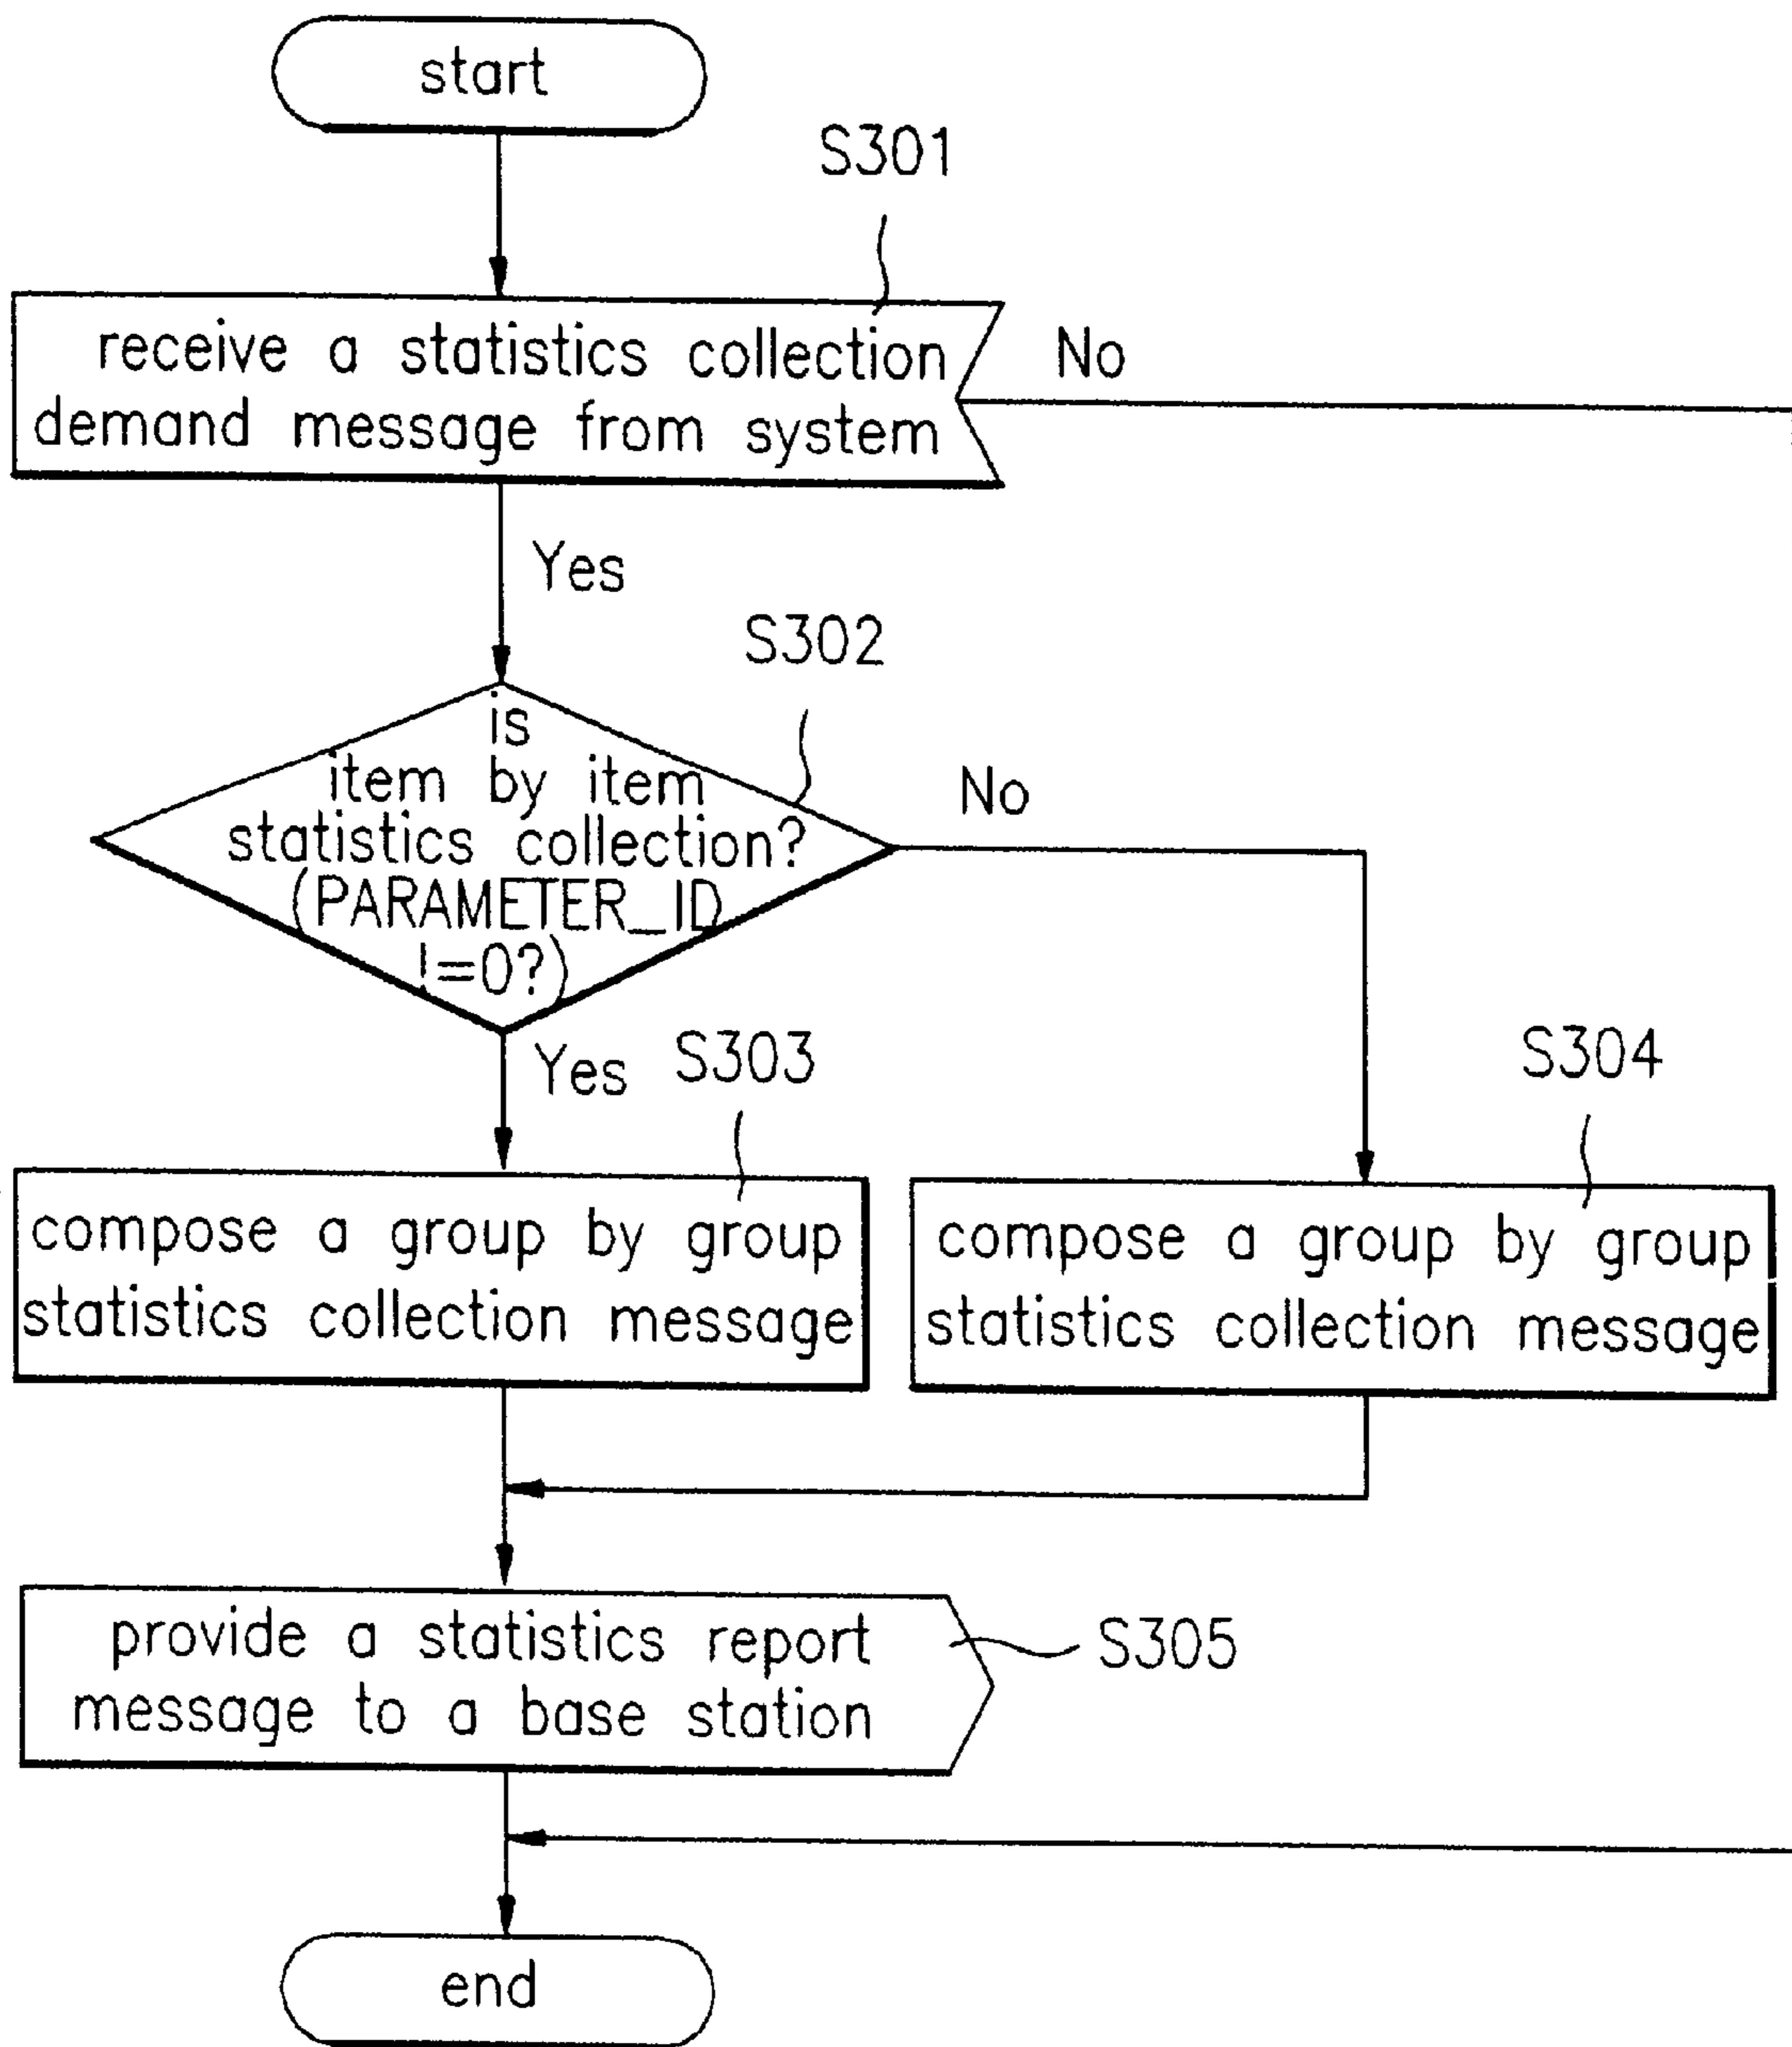 start
S301
receive a statistics collection
demand message from system
No
Yes
S302
is
item by item
statistics collection?
(PARAMETER_ID
!=0?)
No
Yes
S303
S304
compose a group by group
statistics collection message
compose a group by group
statistics collection message
provide a statistics report
message to a base station
S305
end